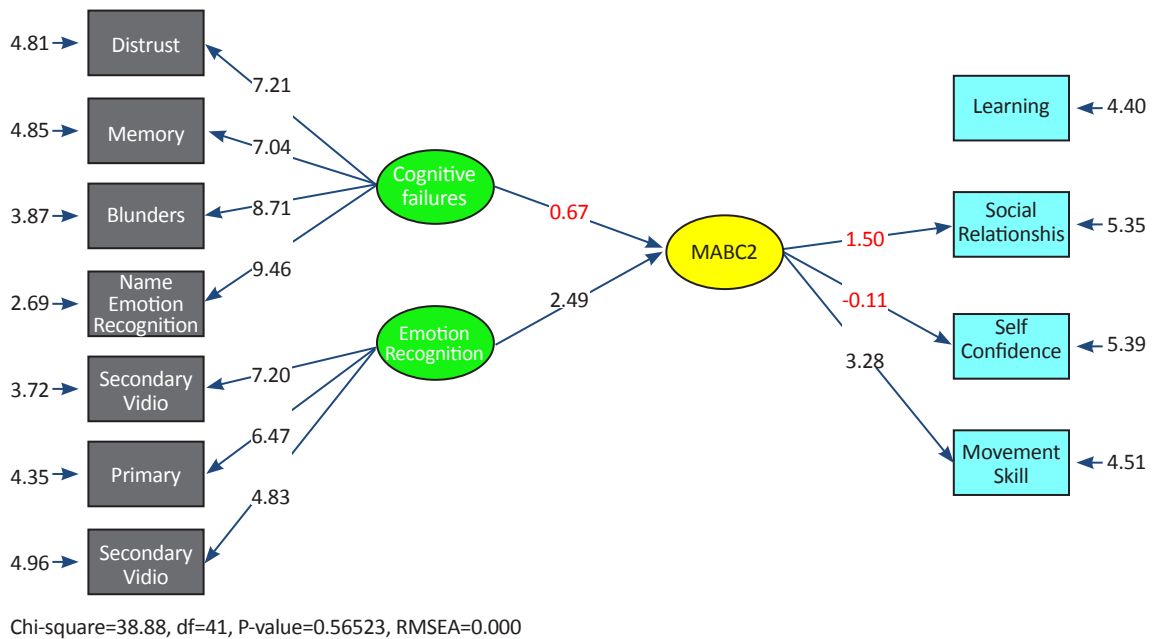 4.81
Distrust
7.21
4.85
Memory
7.04
3.87
Blunders
8.71
2.69
Name
Emotion
Recognition
9.46
3.72
Secondary
Vidio
7.20
4.35
Primary
6.47
4.96
Secondary
Vidio
4.83
Cognitive
failures
0.67
Emotion
Recognition
2.49
MABC2
1.50
-0.11
3.28
Learning
4.40
Social
Relationshis
5.35
Self
Confidence
5.39
Movement
Skill
4.51
Chi-square=38.88, df=41, P-value=0.56523, RMSEA=0.000